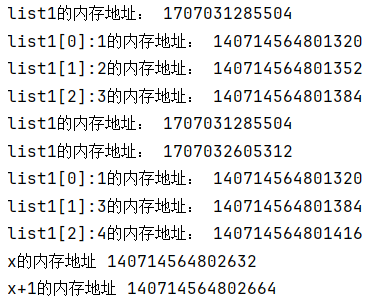 list1的内存地址： 1707031285504
list1[0]:1的内存地址： 140714564801320
list1[1]:2的内存地址： 140714564801352
list1[2]:3的内存地址： 140714564801384
list1的内存地址： 1707031285504
list1的内存地址： 1707032605312
list1[0]:1的内存地址： 140714564801320
list1[1]:3的内存地址： 140714564801384
list1[2]:4的内存地址： 140714564801416
x的内存地址 140714564802632
x+1的内存地址 140714564802664